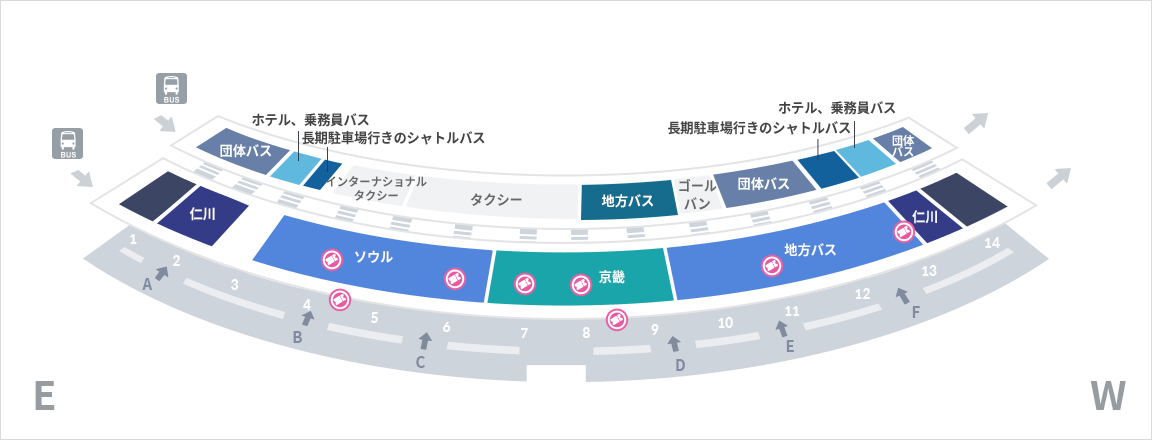 BUS
BUS
ホテル、乗務員バス
長期駐車場行きのシャトルバス
ホテル、乗務員バス
長期駐車場行きのシャトルバス
団体バス
インターナショナル
タクシー
タクシー
地方バス
ゴール
バン
団体バス
団体
バス
仁川
ソウル
京畿
地方バス
仁川
1
2
3
4
5
6
7
8
9
10
11
12
13
14
A
B
C
D
E
F
E
W